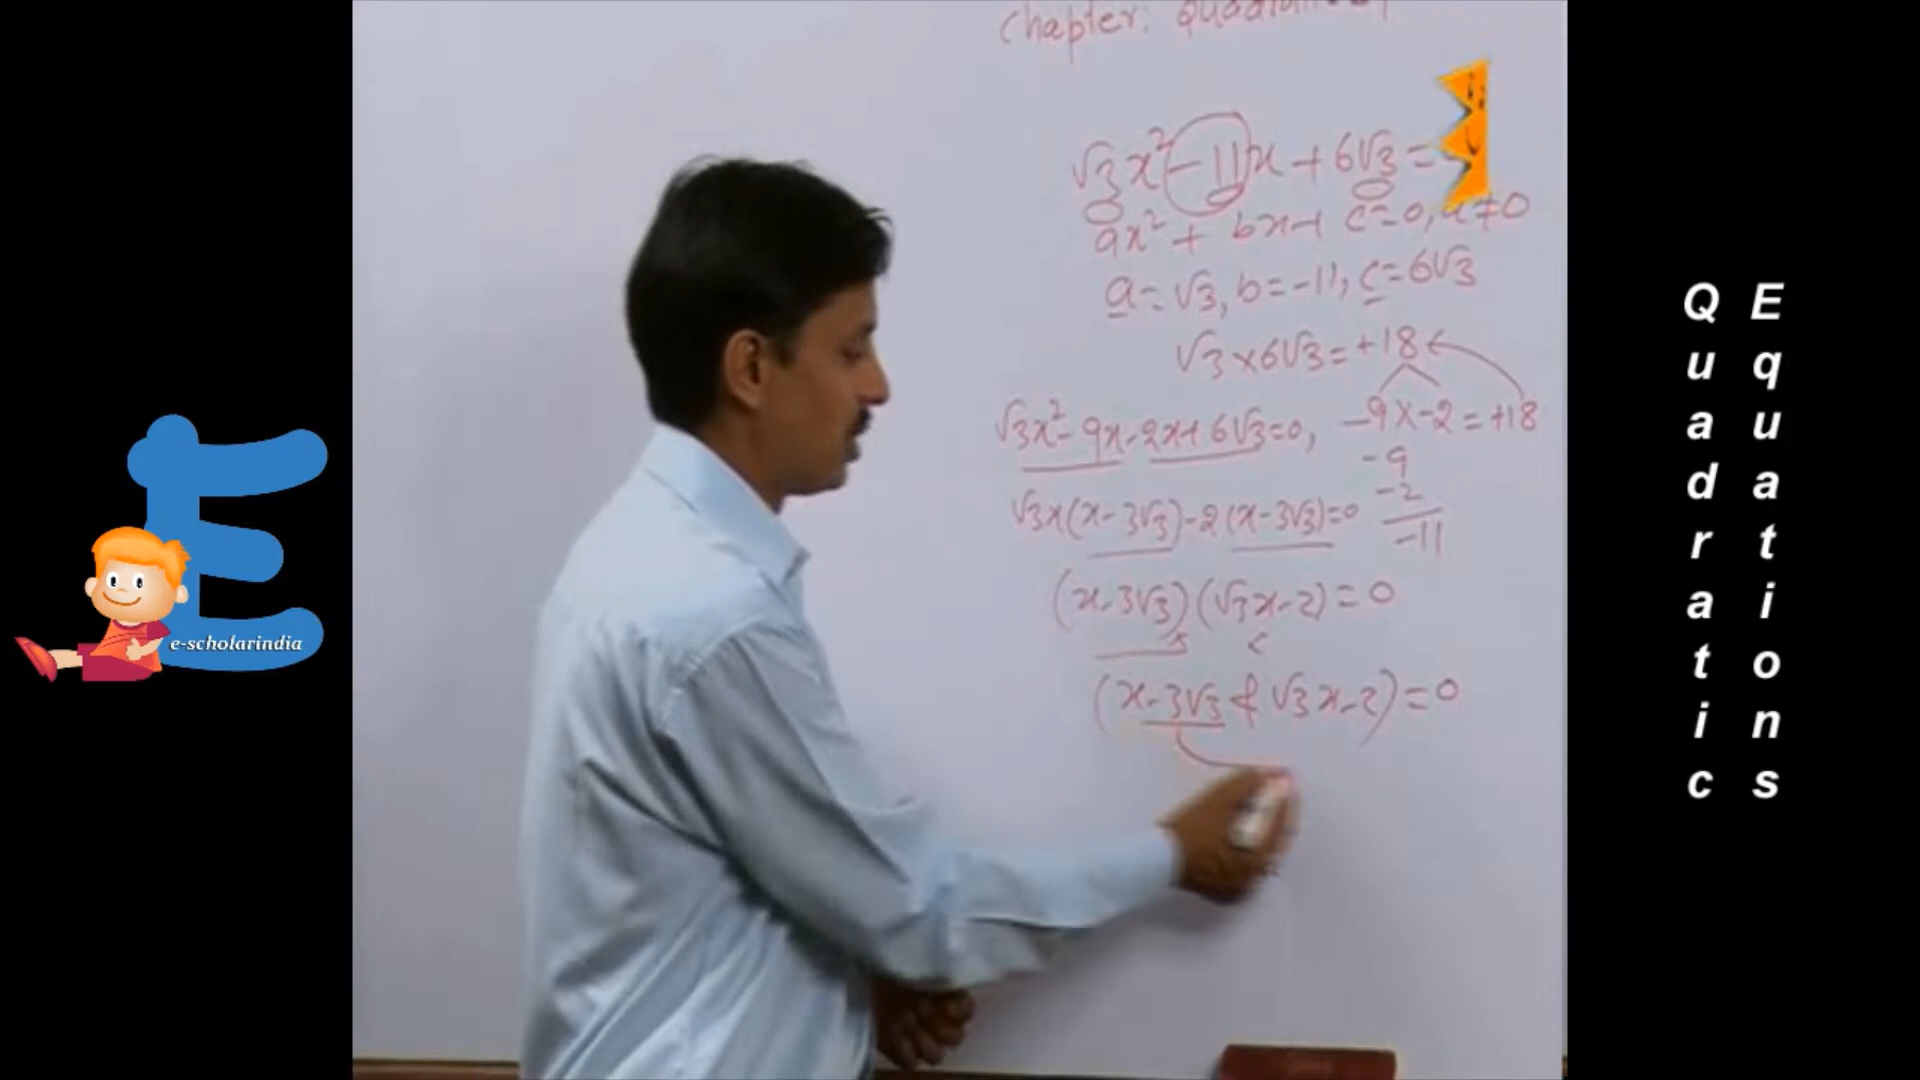 Chapter:
√3x² - 11x + 6√3 =
ax² + bx + c = 0, a ≠ 0
a = √3, b = -11, c = 6√3
√3 × 6√3 = +18
√3x² - 9x - 2x + 6√3 = 0, -9 × -2 = +18
-9
-2
√3x(x - 3√3) - 2(x - 3√3) = 0
-11
(x - 3√3)(√3x - 2) = 0
(x - 3√3 & √3x - 2) = 0
e-scholarindia
Quadratic
Equations